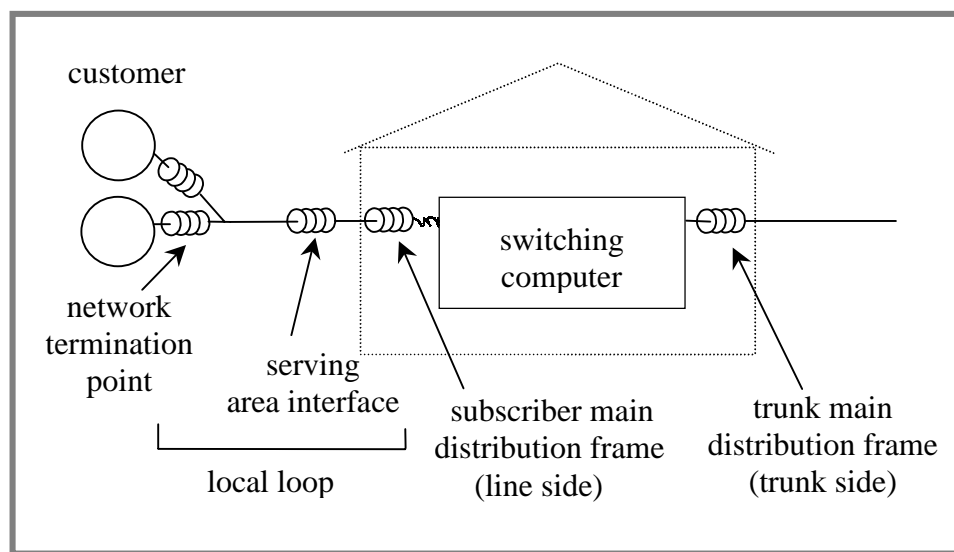 customer
switching
computer
network
termination
point
serving
area interface
subscriber main
distribution frame
(line side)
trunk main
distribution frame
(trunk side)
local loop